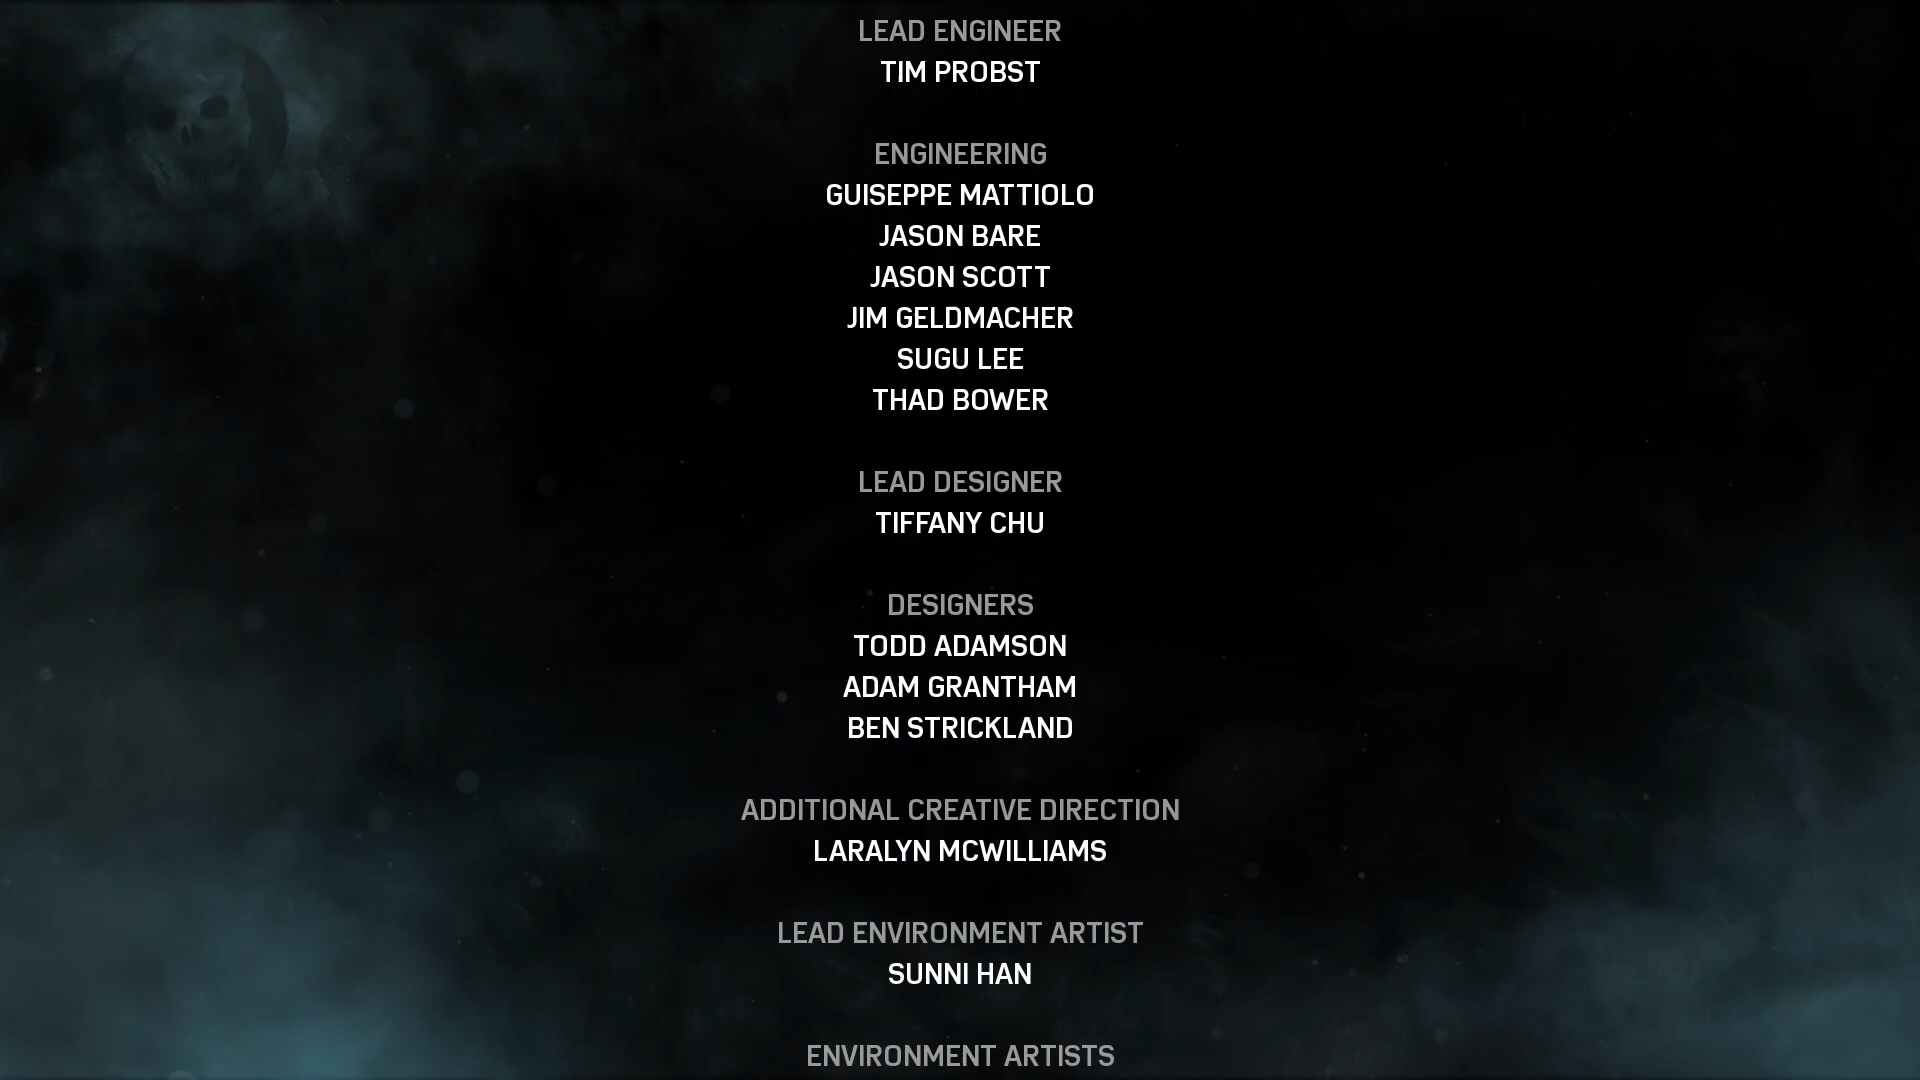 LEAD ENGINEER
TIM PROBST
ENGINEERING
GUISEPPE MATTIOLO
JASON BARE
JASON SCOTT
JIM GELDMACHER
SUGU LEE
THAD BOWER
LEAD DESIGNER
TIFFANY CHU
DESIGNERS
TODD ADAMSON
ADAM GRANTHAM
BEN STRICKLAND
ADDITIONAL CREATIVE DIRECTION
LARALYN MCWILLIAMS
LEAD ENVIRONMENT ARTIST
SUNNI HAN
ENVIRONMENT ARTISTS